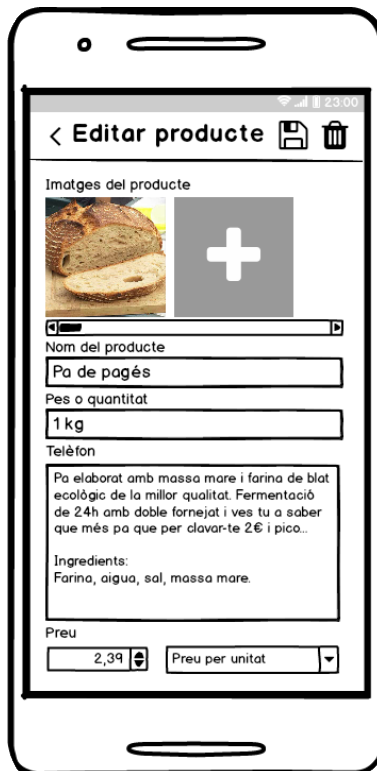 23:00
Editar producte
Imatges del producte
Nom del producte
Pa de pagés
Pes o quantitat
1 kg
Telèfon
Pa elaborat amb massa mare i farina de blat
ecològic de la millor qualitat. Fermentació
de 24h amb doble fornejat i ves tu a saber
que més pa que per clavar-te 2€ i pico...
Ingredients:
Farina, aigua, sal, massa mare.
Preu
2,39 Preu per unitat